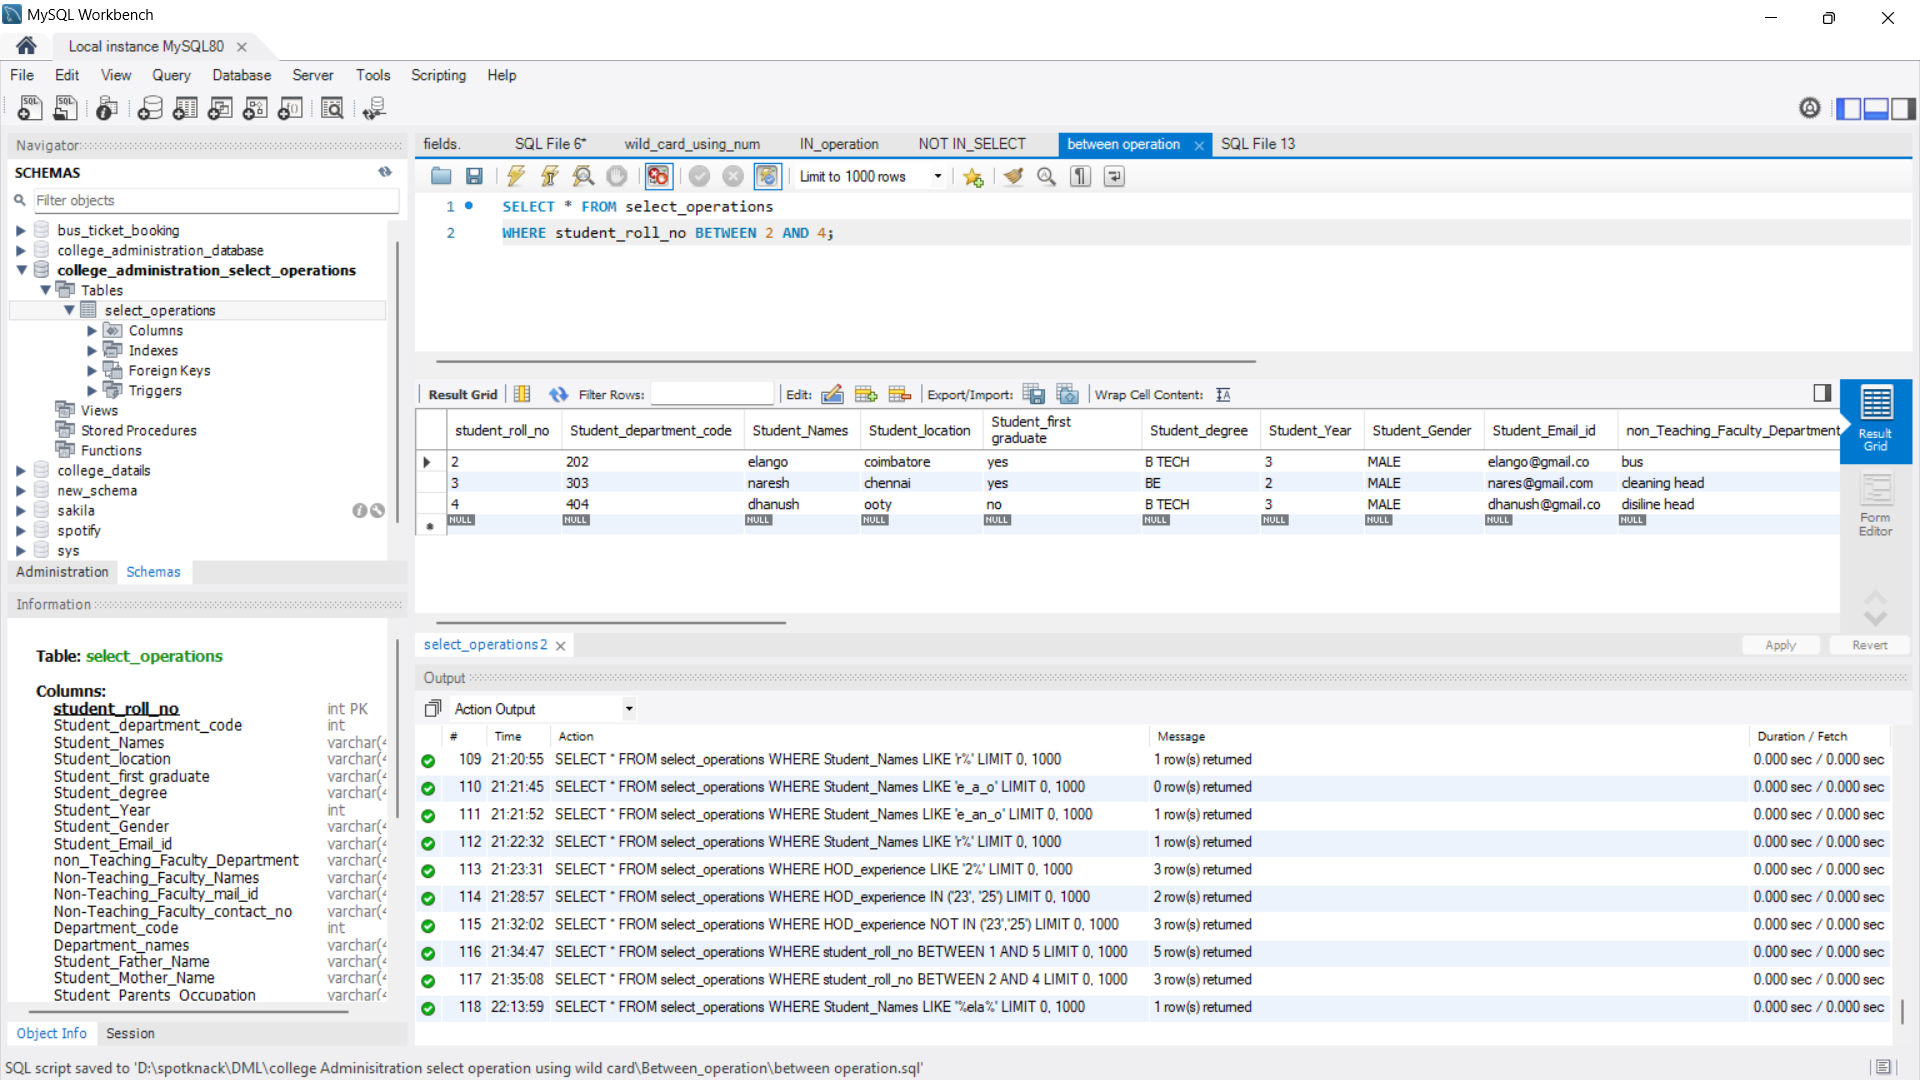 MySQL Workbench
Local instance MySQL80
File Edit View Query Database Server Tools Scripting Help
Navigator
SCHEMAS
Filter objects
bus_ticket_booking
college_administration_database
college_administration_select_operations
Tables
select_operations
Columns
Indexes
Foreign Keys
Triggers
Views
Stored Procedures
Functions
college_datails
new_schema
sakila
spotify
sys
Administration Schemas
Information
Table: select_operations
Columns:
student_roll_no int PK
Student_department_code int
Student_Names varchar(4
Student_location varchar(4
Student_first graduate varchar(4
Student_degree varchar(4
Student_Year int
Student_Gender varchar(4
Student_Email_id varchar(4
non_Teaching_Faculty_Department varchar(4
Non-Teaching_Faculty_Names varchar(4
Non-Teaching_Faculty_mail_id varchar(4
Non-Teaching_Faculty_contact_no varchar(4
Department_code int
Department_names varchar(4
Student_Father_Name varchar(4
Student_Mother_Name varchar(4
Student_Parents_Occupation varchar(4
Object Info Session
fields. SQL File 6* wild_card_using_num IN_operation NOT IN_SELECT between operation SQL File 13
Limit to 1000 rows
1 SELECT * FROM select_operations
2 WHERE student_roll_no BETWEEN 2 AND 4;
Result Grid Filter Rows: Edit: Export/Import: Wrap Cell Content:
student_roll_no Student_department_code Student_Names Student_location Student_first graduate Student_degree Student_Year Student_Gender Student_Email_id non_Teaching_Faculty_Department
2 202 elango coimbatore yes B TECH 3 MALE elango@gmail.co bus
3 303 naresh chennai yes BE 2 MALE nares@gmail.com cleaning head
4 404 dhanush ooty no B TECH 3 MALE dhanush@gmail.co disiline head
NULL NULL NULL NULL NULL NULL NULL NULL NULL NULL
Result Grid
Form Editor
select_operations2
Apply Revert
Output
Action Output
# Time Action Message Duration / Fetch
109 21:20:55 SELECT * FROM select_operations WHERE Student_Names LIKE 'r%' LIMIT 0, 1000 1 row(s) returned 0.000 sec / 0.000 sec
110 21:21:45 SELECT * FROM select_operations WHERE Student_Names LIKE 'e_a_o' LIMIT 0, 1000 0 row(s) returned 0.000 sec / 0.000 sec
111 21:21:52 SELECT * FROM select_operations WHERE Student_Names LIKE 'e_an_o' LIMIT 0, 1000 1 row(s) returned 0.000 sec / 0.000 sec
112 21:22:32 SELECT * FROM select_operations WHERE Student_Names LIKE 'r%' LIMIT 0, 1000 1 row(s) returned 0.000 sec / 0.000 sec
113 21:23:31 SELECT * FROM select_operations WHERE HOD_experience LIKE '2%' LIMIT 0, 1000 3 row(s) returned 0.000 sec / 0.000 sec
114 21:28:57 SELECT * FROM select_operations WHERE HOD_experience IN ('23', '25') LIMIT 0, 1000 2 row(s) returned 0.000 sec / 0.000 sec
115 21:32:02 SELECT * FROM select_operations WHERE HOD_experience NOT IN ('23','25') LIMIT 0, 1000 3 row(s) returned 0.000 sec / 0.000 sec
116 21:34:47 SELECT * FROM select_operations WHERE student_roll_no BETWEEN 1 AND 5 LIMIT 0, 1000 5 row(s) returned 0.000 sec / 0.000 sec
117 21:35:08 SELECT * FROM select_operations WHERE student_roll_no BETWEEN 2 AND 4 LIMIT 0, 1000 3 row(s) returned 0.000 sec / 0.000 sec
118 22:13:59 SELECT * FROM select_operations WHERE Student_Names LIKE '%ela%' LIMIT 0, 1000 1 row(s) returned 0.000 sec / 0.000 sec
SQL script saved to 'D:\spotknack\DML\college Adminisitration select operation using wild card\Between_operation\between operation.sql'